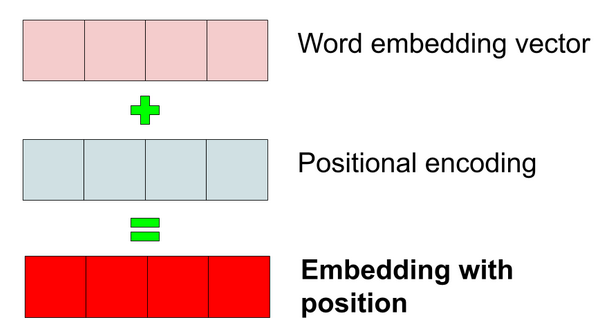 Word embedding vector
Positional encoding
Embedding with
position